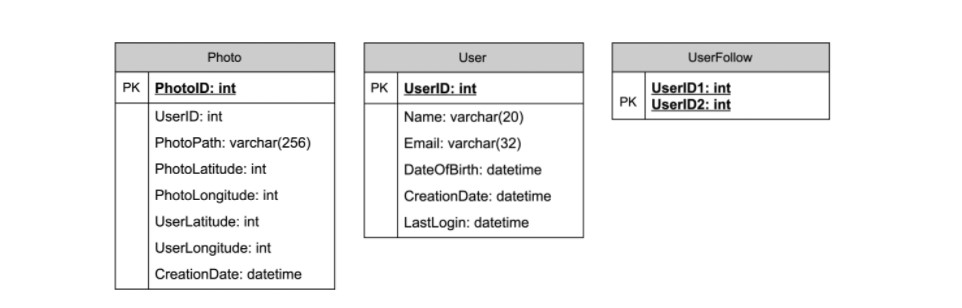 Photo
PK PhotoID: int
UserID: int
PhotoPath: varchar(256)
PhotoLatitude: int
PhotoLongitude: int
UserLatitude: int
UserLongitude: int
CreationDate: datetime
User
PK UserID: int
Name: varchar(20)
Email: varchar(32)
DateOfBirth: datetime
CreationDate: datetime
LastLogin: datetime
UserFollow
PK
UserID1: int
UserID2: int